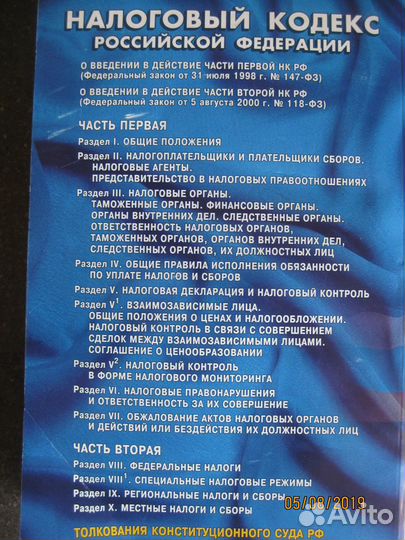 НАЛОГОВЫЙ КОДЕКС
РОССИЙСКОЙ ФЕДЕРАЦИИ
О ВВЕДЕНИИ В ДЕЙСТВИЕ ЧАСТИ ПЕРВОЙ НК РФ
(Федеральный закон от 31 июля 1998 г. № 147-ФЗ)
О ВВЕДЕНИИ В ДЕЙСТВИЕ ЧАСТИ ВТОРОЙ НК РФ
(Федеральный закон от 5 августа 2000 г. № 118-ФЗ)
ЧАСТЬ ПЕРВАЯ
Раздел I. ОБЩИЕ ПОЛОЖЕНИЯ
Раздел II. НАЛОГОПЛАТЕЛЬЩИКИ И ПЛАТЕЛЬЩИКИ СБОРОВ.
НАЛОГОВЫЕ АГЕНТЫ.
ПРЕДСТАВИТЕЛЬСТВО В НАЛОГОВЫХ ПРАВООТНОШЕНИЯХ
Раздел III. НАЛОГОВЫЕ ОРГАНЫ.
ТАМОЖЕННЫЕ ОРГАНЫ. ФИНАНСОВЫЕ ОРГАНЫ.
ОРГАНЫ ВНУТРЕННИХ ДЕЛ. СЛЕДСТВЕННЫЕ ОРГАНЫ.
ОТВЕТСТВЕННОСТЬ НАЛОГОВЫХ ОРГАНОВ,
ТАМОЖЕННЫХ ОРГАНОВ, ОРГАНОВ ВНУТРЕННИХ ДЕЛ,
СЛЕДСТВЕННЫХ ОРГАНОВ, ИХ ДОЛЖНОСТНЫХ ЛИЦ
Раздел IV. ОБЩИЕ ПРАВИЛА ИСПОЛНЕНИЯ ОБЯЗАННОСТИ
ПО УПЛАТЕ НАЛОГОВ И СБОРОВ
Раздел V. НАЛОГОВАЯ ДЕКЛАРАЦИЯ И НАЛОГОВЫЙ КОНТРОЛЬ
Раздел V¹. ВЗАИМОЗАВИСИМЫЕ ЛИЦА.
ОБЩИЕ ПОЛОЖЕНИЯ О ЦЕНАХ И НАЛОГООБЛОЖЕНИИ.
НАЛОГОВЫЙ КОНТРОЛЬ В СВЯЗИ С СОВЕРШЕНИЕМ
СДЕЛОК МЕЖДУ ВЗАИМОЗАВИСИМЫМИ ЛИЦАМИ.
СОГЛАШЕНИЕ О ЦЕНООБРАЗОВАНИИ
Раздел V². НАЛОГОВЫЙ КОНТРОЛЬ
В ФОРМЕ НАЛОГОВОГО МОНИТОРИНГА
Раздел VI. НАЛОГОВЫЕ ПРАВОНАРУШЕНИЯ
И ОТВЕТСТВЕННОСТЬ ЗА ИХ СОВЕРШЕНИЕ
Раздел VII. ОБЖАЛОВАНИЕ АКТОВ НАЛОГОВЫХ ОРГАНОВ
И ДЕЙСТВИЙ ИЛИ БЕЗДЕЙСТВИЯ ИХ ДОЛЖНОСТНЫХ ЛИЦ
ЧАСТЬ ВТОРАЯ
Раздел VIII. ФЕДЕРАЛЬНЫЕ НАЛОГИ
Раздел VIII¹. СПЕЦИАЛЬНЫЕ НАЛОГОВЫЕ РЕЖИМЫ
Раздел IX. РЕГИОНАЛЬНЫЕ НАЛОГИ И СБОРЫ
Раздел X. МЕСТНЫЕ НАЛОГИ И СБОРЫ
05/08/2019
ТОЛКОВАНИЯ КОНСТИТУЦИОННОГО СУДА РФ
Avito